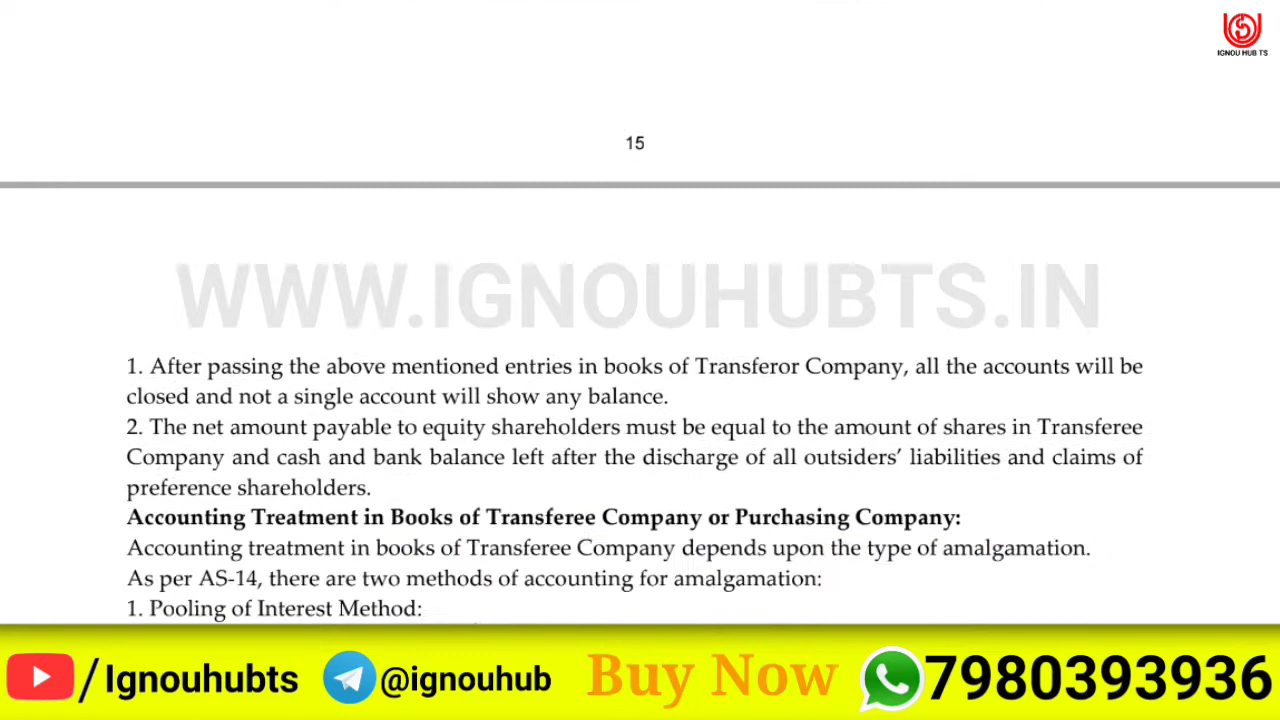 IGNOU HUB TS
15
WWW.IGNOUHUBTS.IN
1. After passing the above mentioned entries in books of Transferor Company, all the accounts will be
closed and not a single account will show any balance.
2. The net amount payable to equity shareholders must be equal to the amount of shares in Transferee
Company and cash and bank balance left after the discharge of all outsiders’ liabilities and claims of
preference shareholders.
Accounting Treatment in Books of Transferee Company or Purchasing Company:
Accounting treatment in books of Transferee Company depends upon the type of amalgamation.
As per AS-14, there are two methods of accounting for amalgamation:
1. Pooling of Interest Method:
/Ignouhubts @ignouhub Buy Now 7980393936